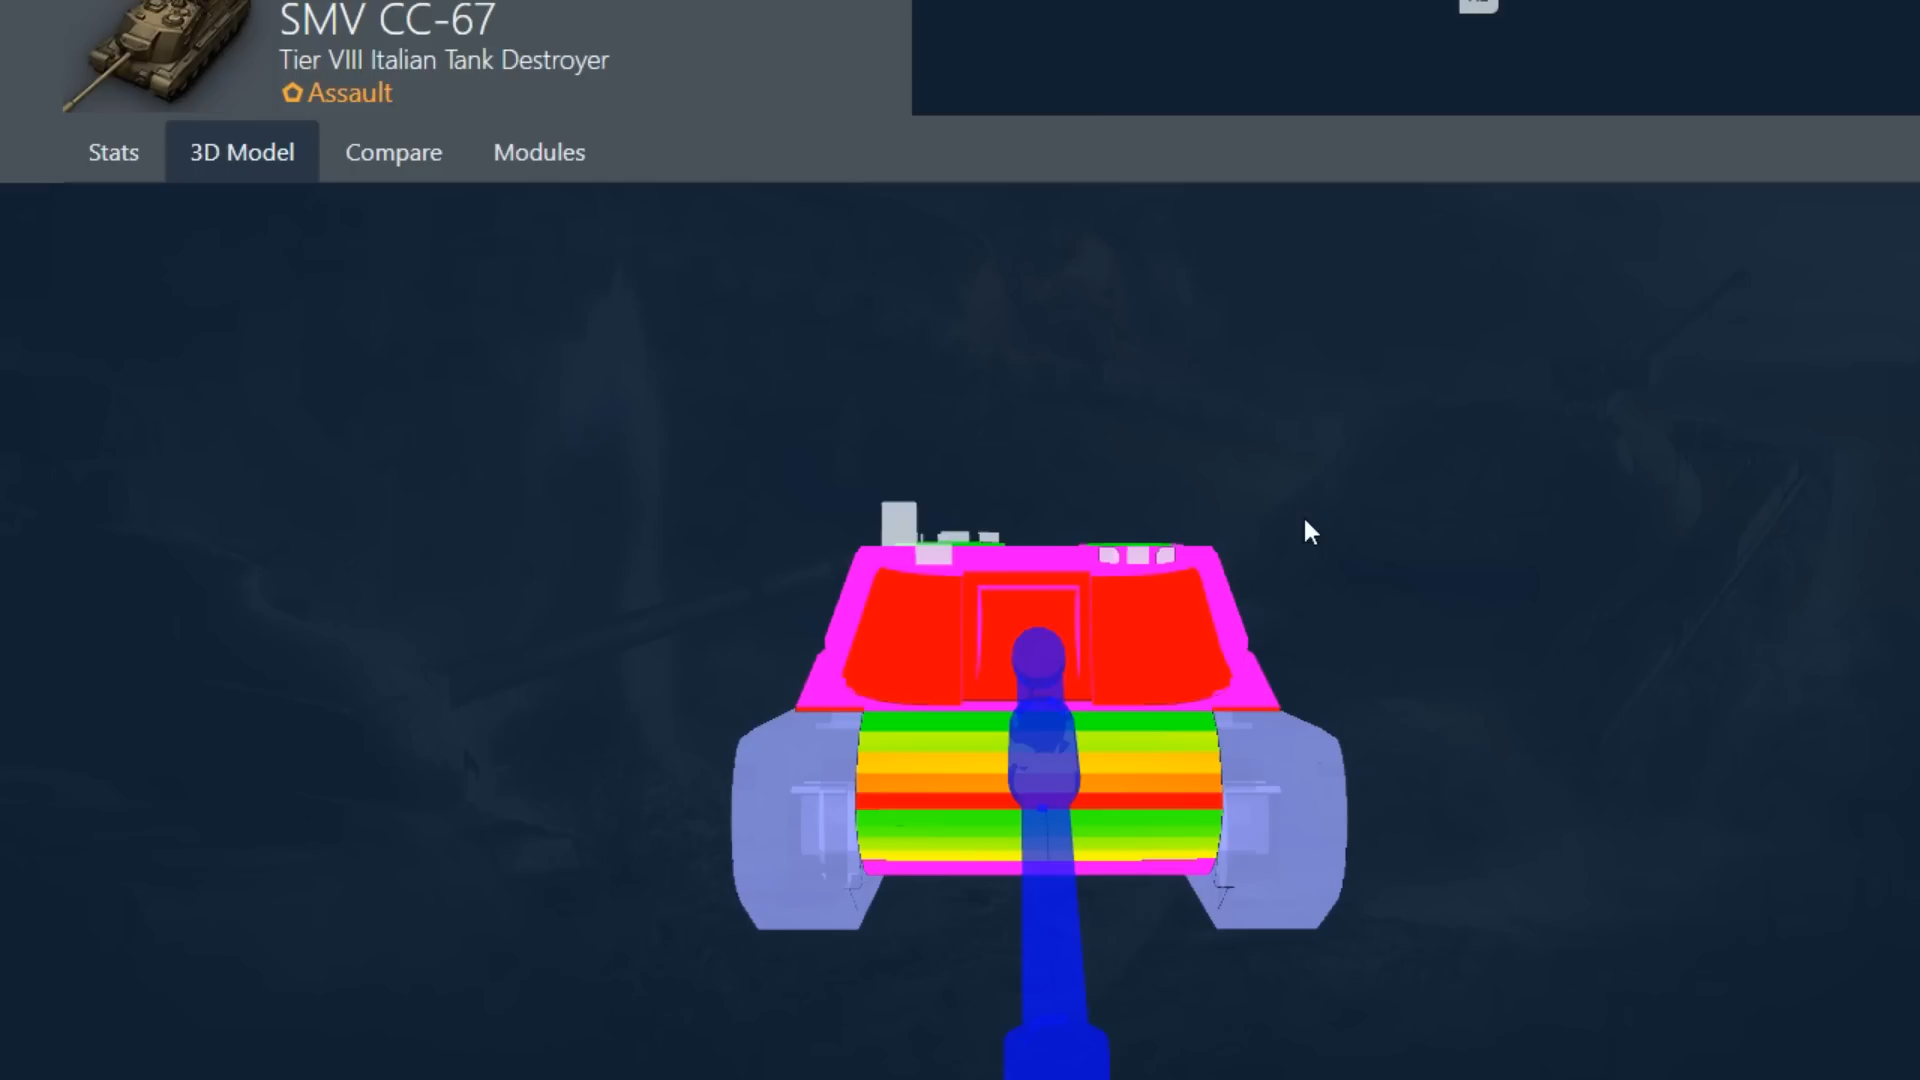 SMV CC-67
Tier VIII Italian Tank Destroyer
Assault
Stats
3D Model
Compare
Modules